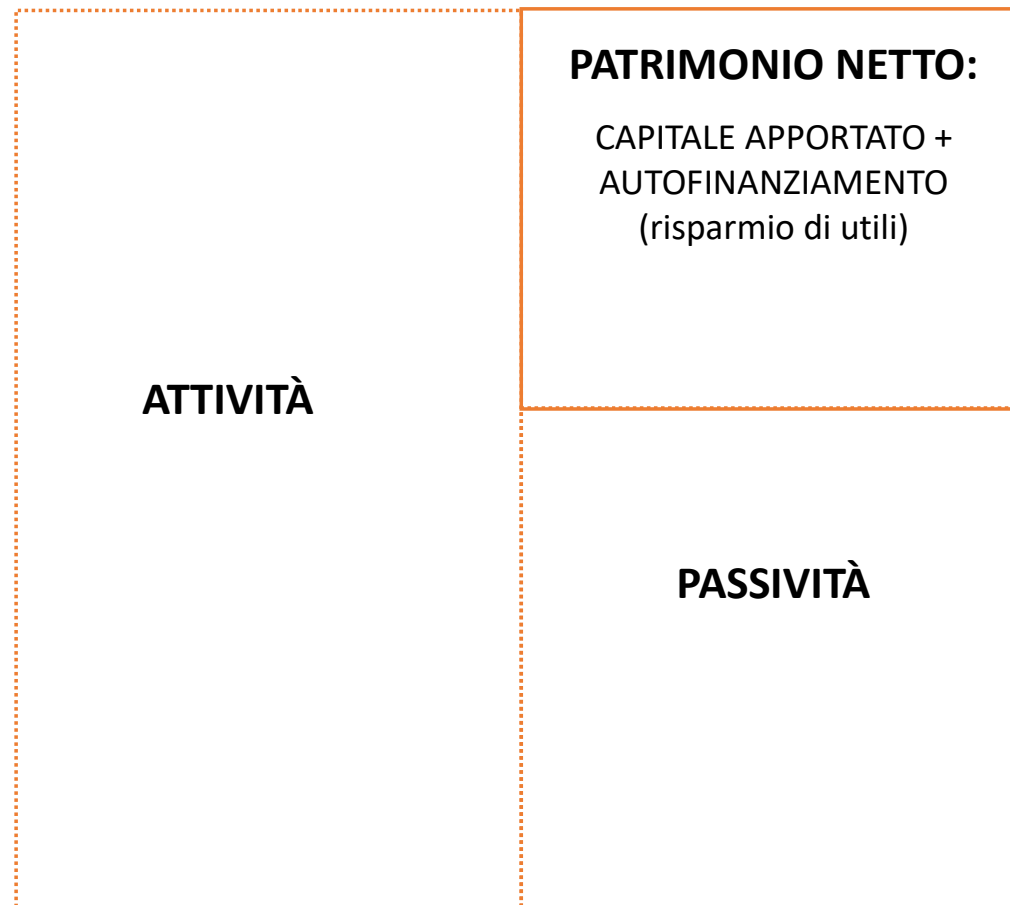 PATRIMONIO NETTO:
CAPITALE APPORTATO +
AUTOFINANZIAMENTO
(risparmio di utili)
ATTIVITÀ
PASSIVITÀ